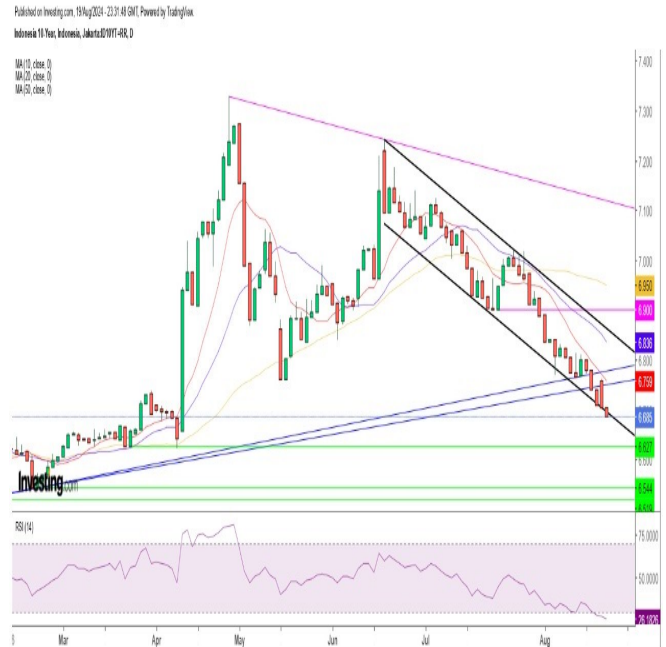 Published on Investing.com, 19/Aug/2024 - 23:31:48 GMT, Powered by TradingView.
Indonesia 10-Year, Indonesia, Jakarta:ID10YT=RR, D
MA (10, close, 0)
MA (20, close, 0)
MA (50, close, 0)
7.400
7.300
7.200
7.100
7.000
6.950
6.900
6.836
6.800
6.759
6.685
6.627
6.600
6.544
Investing.com
RSI (14)
75.0000
50.0000
26.1826
Mar
Apr
May
Jun
Jul
Aug